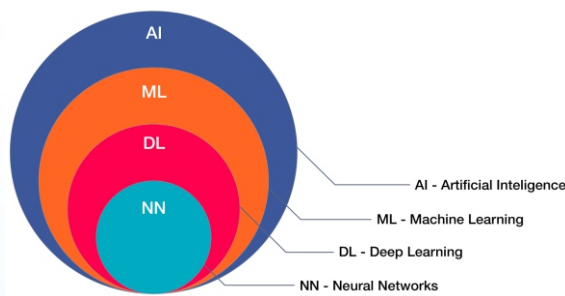 AI
ML
DL
NN
AI - Artificial Inteligence
ML - Machine Learning
DL - Deep Learning
NN - Neural Networks